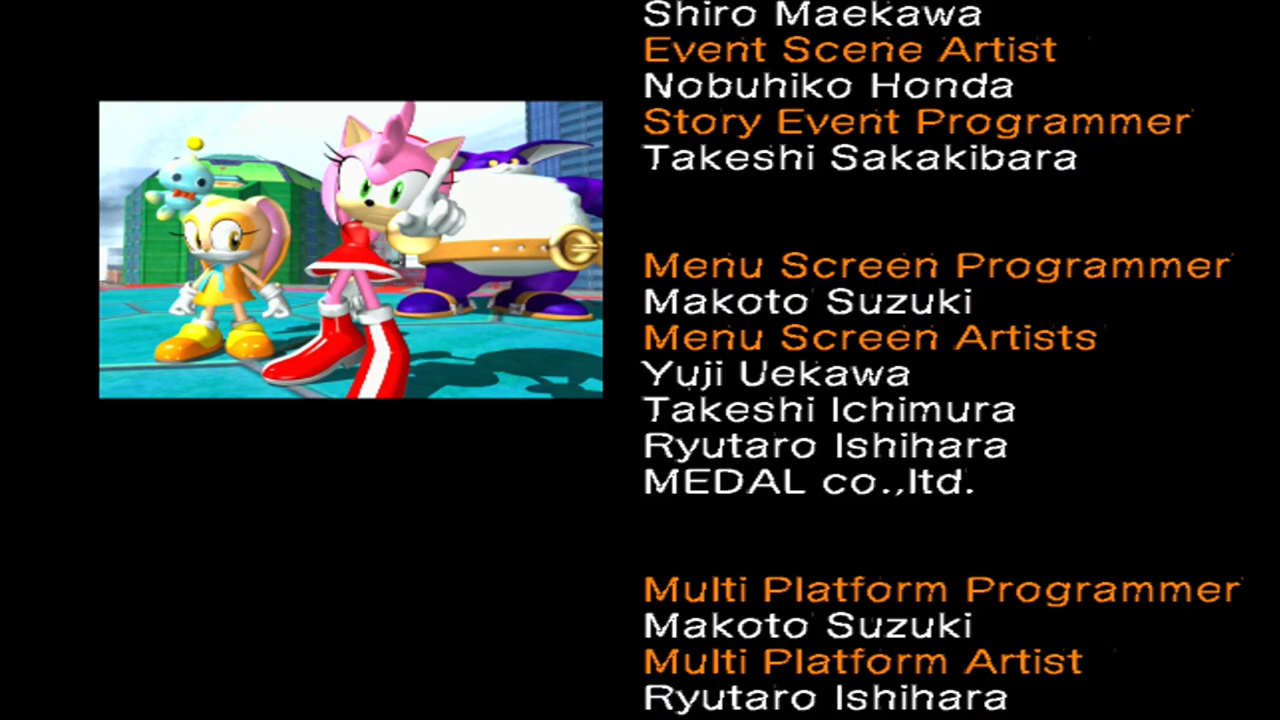 Shiro Maekawa
Event Scene Artist
Nobuhiko Honda
Story Event Programmer
Takeshi Sakakibara
Menu Screen Programmer
Makoto Suzuki
Menu Screen Artists
Yuji Uekawa
Takeshi Ichimura
Ryutaro Ishihara
MEDAL co.,ltd.
Multi Platform Programmer
Makoto Suzuki
Multi Platform Artist
Ryutaro Ishihara